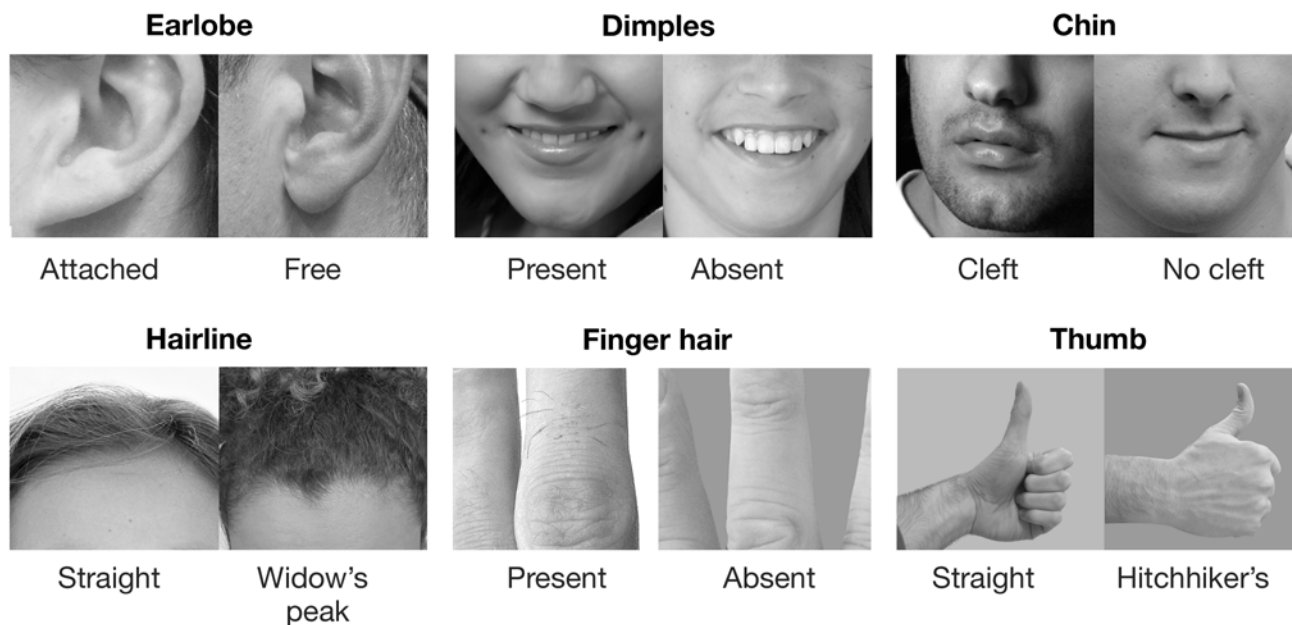 Earlobe
Dimples
Chin
Attached
Free
Present
Absent
Cleft
No cleft
Hairline
Finger hair
Thumb
Straight
Widow's
peak
Present
Absent
Straight
Hitchhiker's